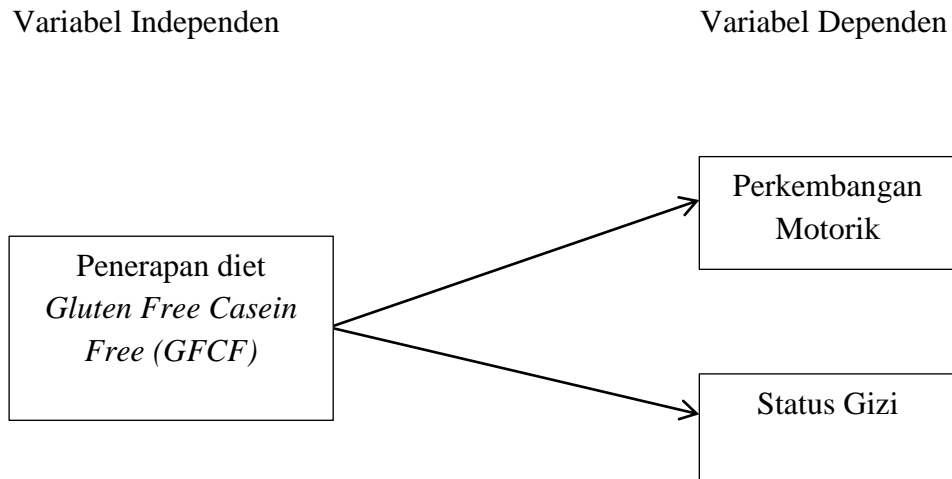 Variabel Independen
Variabel Dependen
Perkembangan
Motorik
Penerapan diet
Gluten Free Casein
Free (GFCF)
Status Gizi